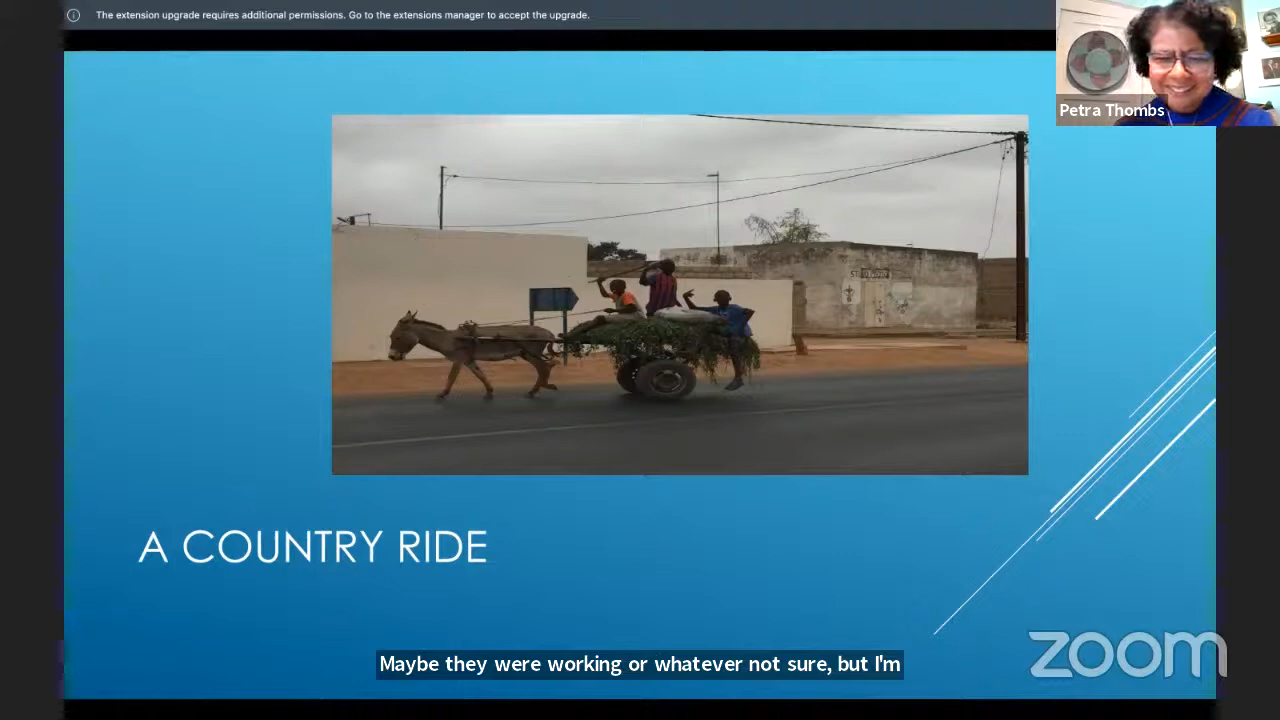 The extension upgrade requires additional permissions. Go to the extensions manager to accept the upgrade.
Petra Thombs
A COUNTRY RIDE
Maybe they were working or whatever not sure, but I'm
zoom